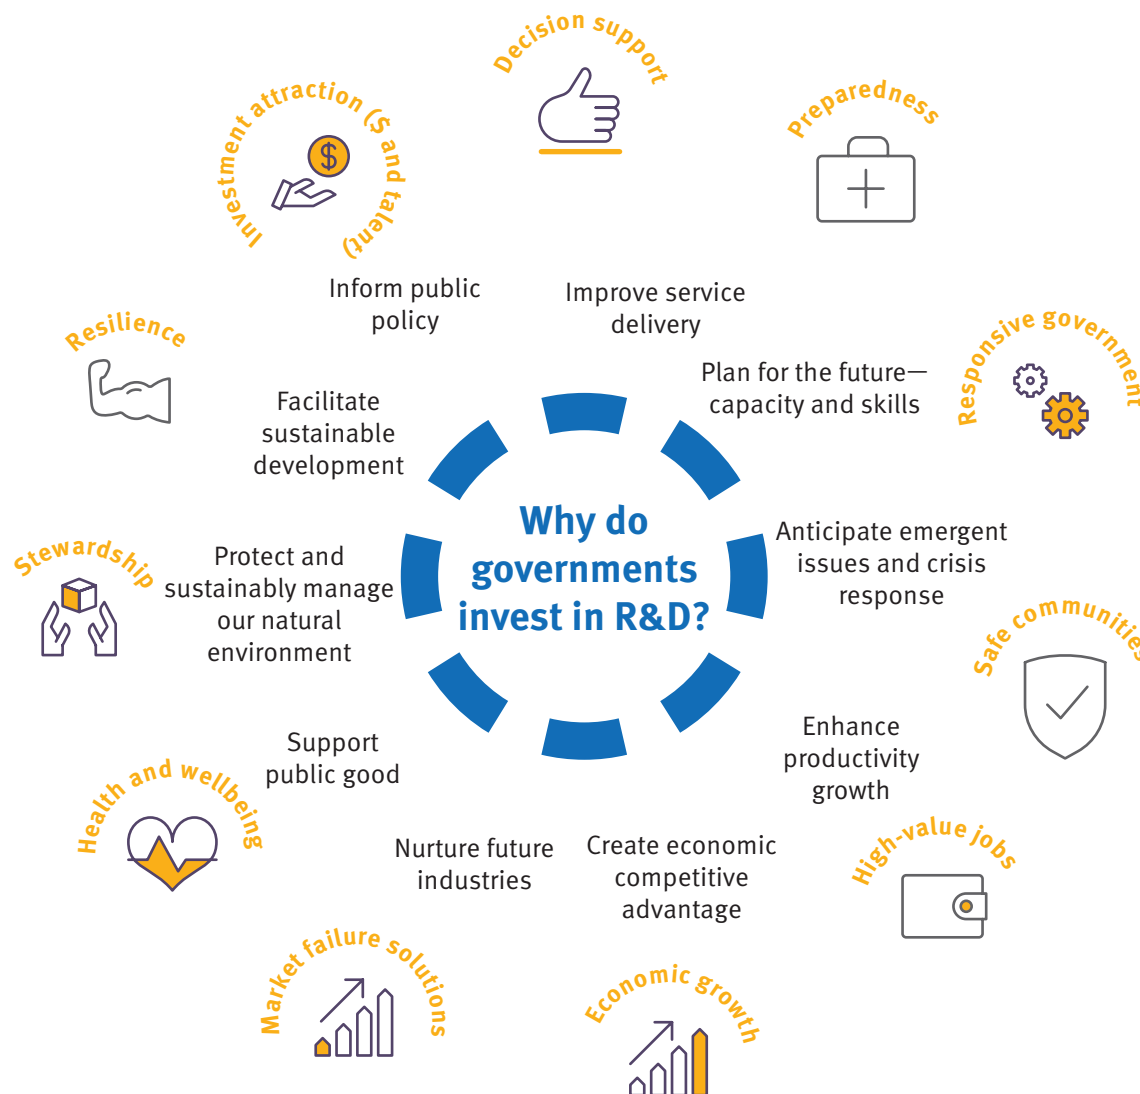 Decision support
Investment attraction ($ and talent)
Preparedness
Inform public
policy
Improve service
delivery
Resilience
Responsive government
Facilitate
sustainable
development
Plan for the future—
capacity and skills
Why do
governments
invest in R&D?
Stewardship
Protect and
sustainably manage
our natural
environment
Anticipate emergent
issues and crisis
response
Safe communities
Support
public good
Enhance
productivity
growth
Health and wellbeing
High-value jobs
Nurture future
industries
Create economic
competitive
advantage
Market failure solutions
Economic growth
$